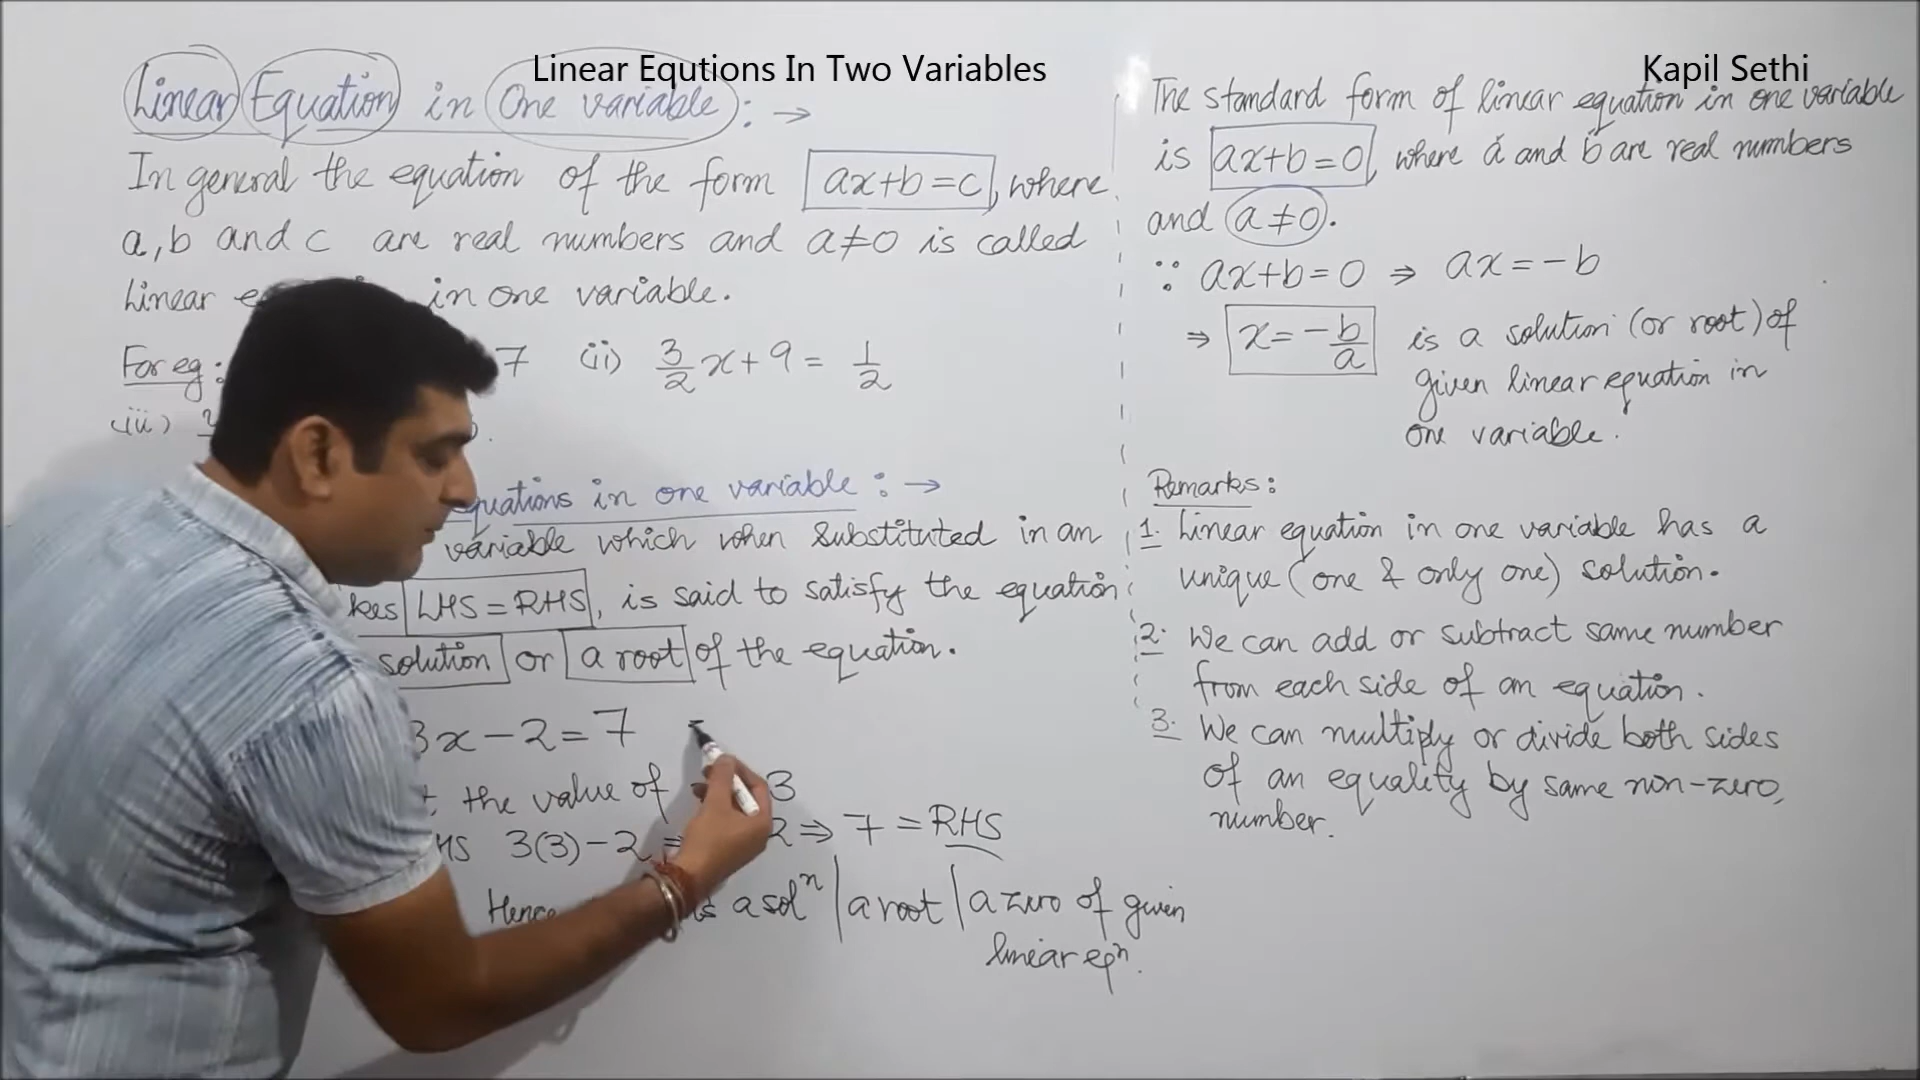 Linear Equtions In Two Variables
Kapil Sethi
Linear Equation in One variable : →
In general the equation of the form ax+b=c, where
a, b and c are real numbers and a≠0 is called
Linear in one variable.
For eg: 7 (ii) 3/2 x + 9 = 1/2
(iii)
equations in one variable : →
variable which when substituted in an
kes LHS = RHS, is said to satisfy the equation
solution or a root of the equation.
3x - 2 = 7
the value of 3
HS 3(3) - 2 = 2 ⇒ 7 = RHS
Hence is a solⁿ | a root | a zero of given
linear eqⁿ.
The standard form of linear equation in one variable
is ax+b=0, where 'a' and 'b' are real numbers
and a≠0.
∵ ax+b=0 ⇒ ax = -b
⇒ x = -b/a is a solution (or root) of
given linear equation in
one variable.
Remarks:
1. Linear equation in one variable has a
unique (one & only one) solution.
2. We can add or subtract same number
from each side of an equation.
3. We can multiply or divide both sides
of an equality by same non-zero,
number.